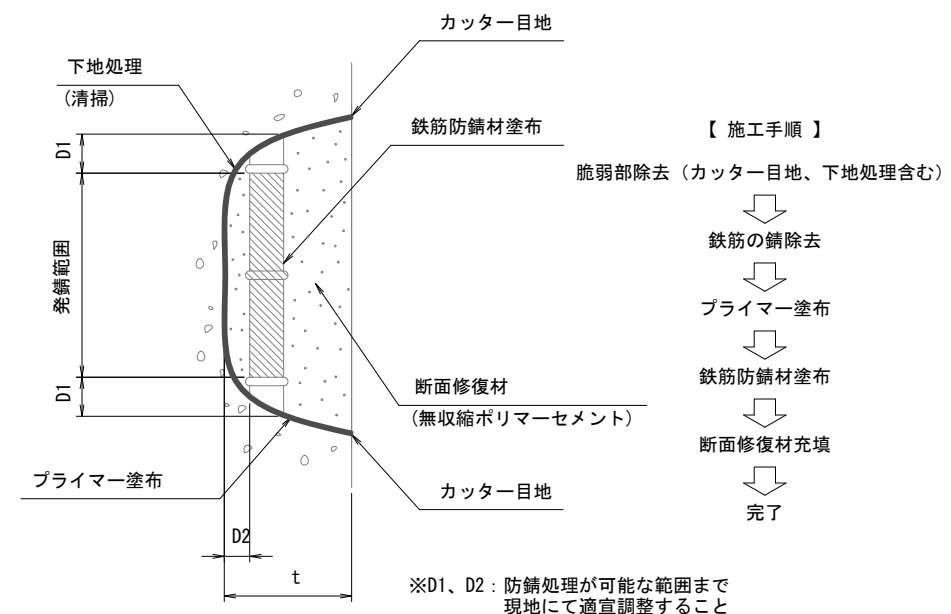 カッター目地
下地処理
(清掃)
鉄筋防錆材塗布
D1
発錆範囲
D1
断面修復材
(無収縮ポリマーセメント)
プライマー塗布
カッター目地
D2
t
※D1、D2：防錆処理が可能な範囲まで
現地にて適宣調整すること
【 施工手順 】
脆弱部除去（カッター目地、下地処理含む）
鉄筋の錆除去
プライマー塗布
鉄筋防錆材塗布
断面修復材充填
完了